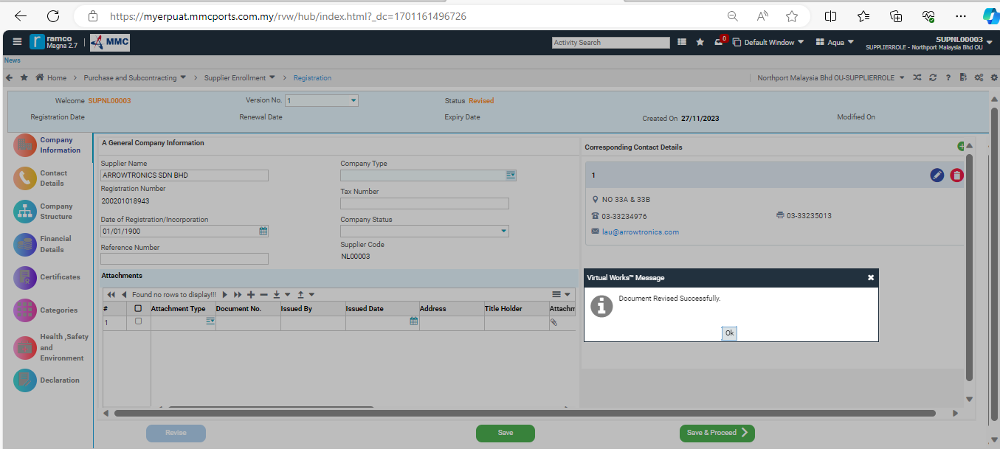 https://myerpuat.mmcports.com.my/rvw/hub/index.html?_dc=1701161496726
ramco
Magna 2.7
MMC
Activity Search
0
Default Window
Aqua
SUPNL00003
SUPPLIERROLE - Northport Malaysia Bhd OU
News
Home > Purchase and Subcontracting > Supplier Enrollment > Registration
Northport Malaysia Bhd OU-SUPPLIERROLE
Welcome SUPNL00003
Version No. 1
Status Revised
Registration Date
Renewal Date
Expiry Date
Created On 27/11/2023
Modified On
Company
Information
Contact
Details
Company
Structure
Financial
Details
Certificates
Categories
Health ,Safety
and
Environment
Declaration
A General Company Information
Supplier Name
ARROWTRONICS SDN BHD
Registration Number
200201018943
Date of Registration/Incorporation
01/01/1900
Reference Number
Company Type
Tax Number
Company Status
Supplier Code
NL00003
Attachments
Found no rows to display!!!
# Attachment Type Document No. Issued By Issued Date Address Title Holder Attachm
1
Corresponding Contact Details
1
NO 33A & 33B
03-33234976
03-33235013
lau@arrowtronics.com
Virtual Works™ Message
Document Revised Successfully.
Ok
Revise
Save
Save & Proceed